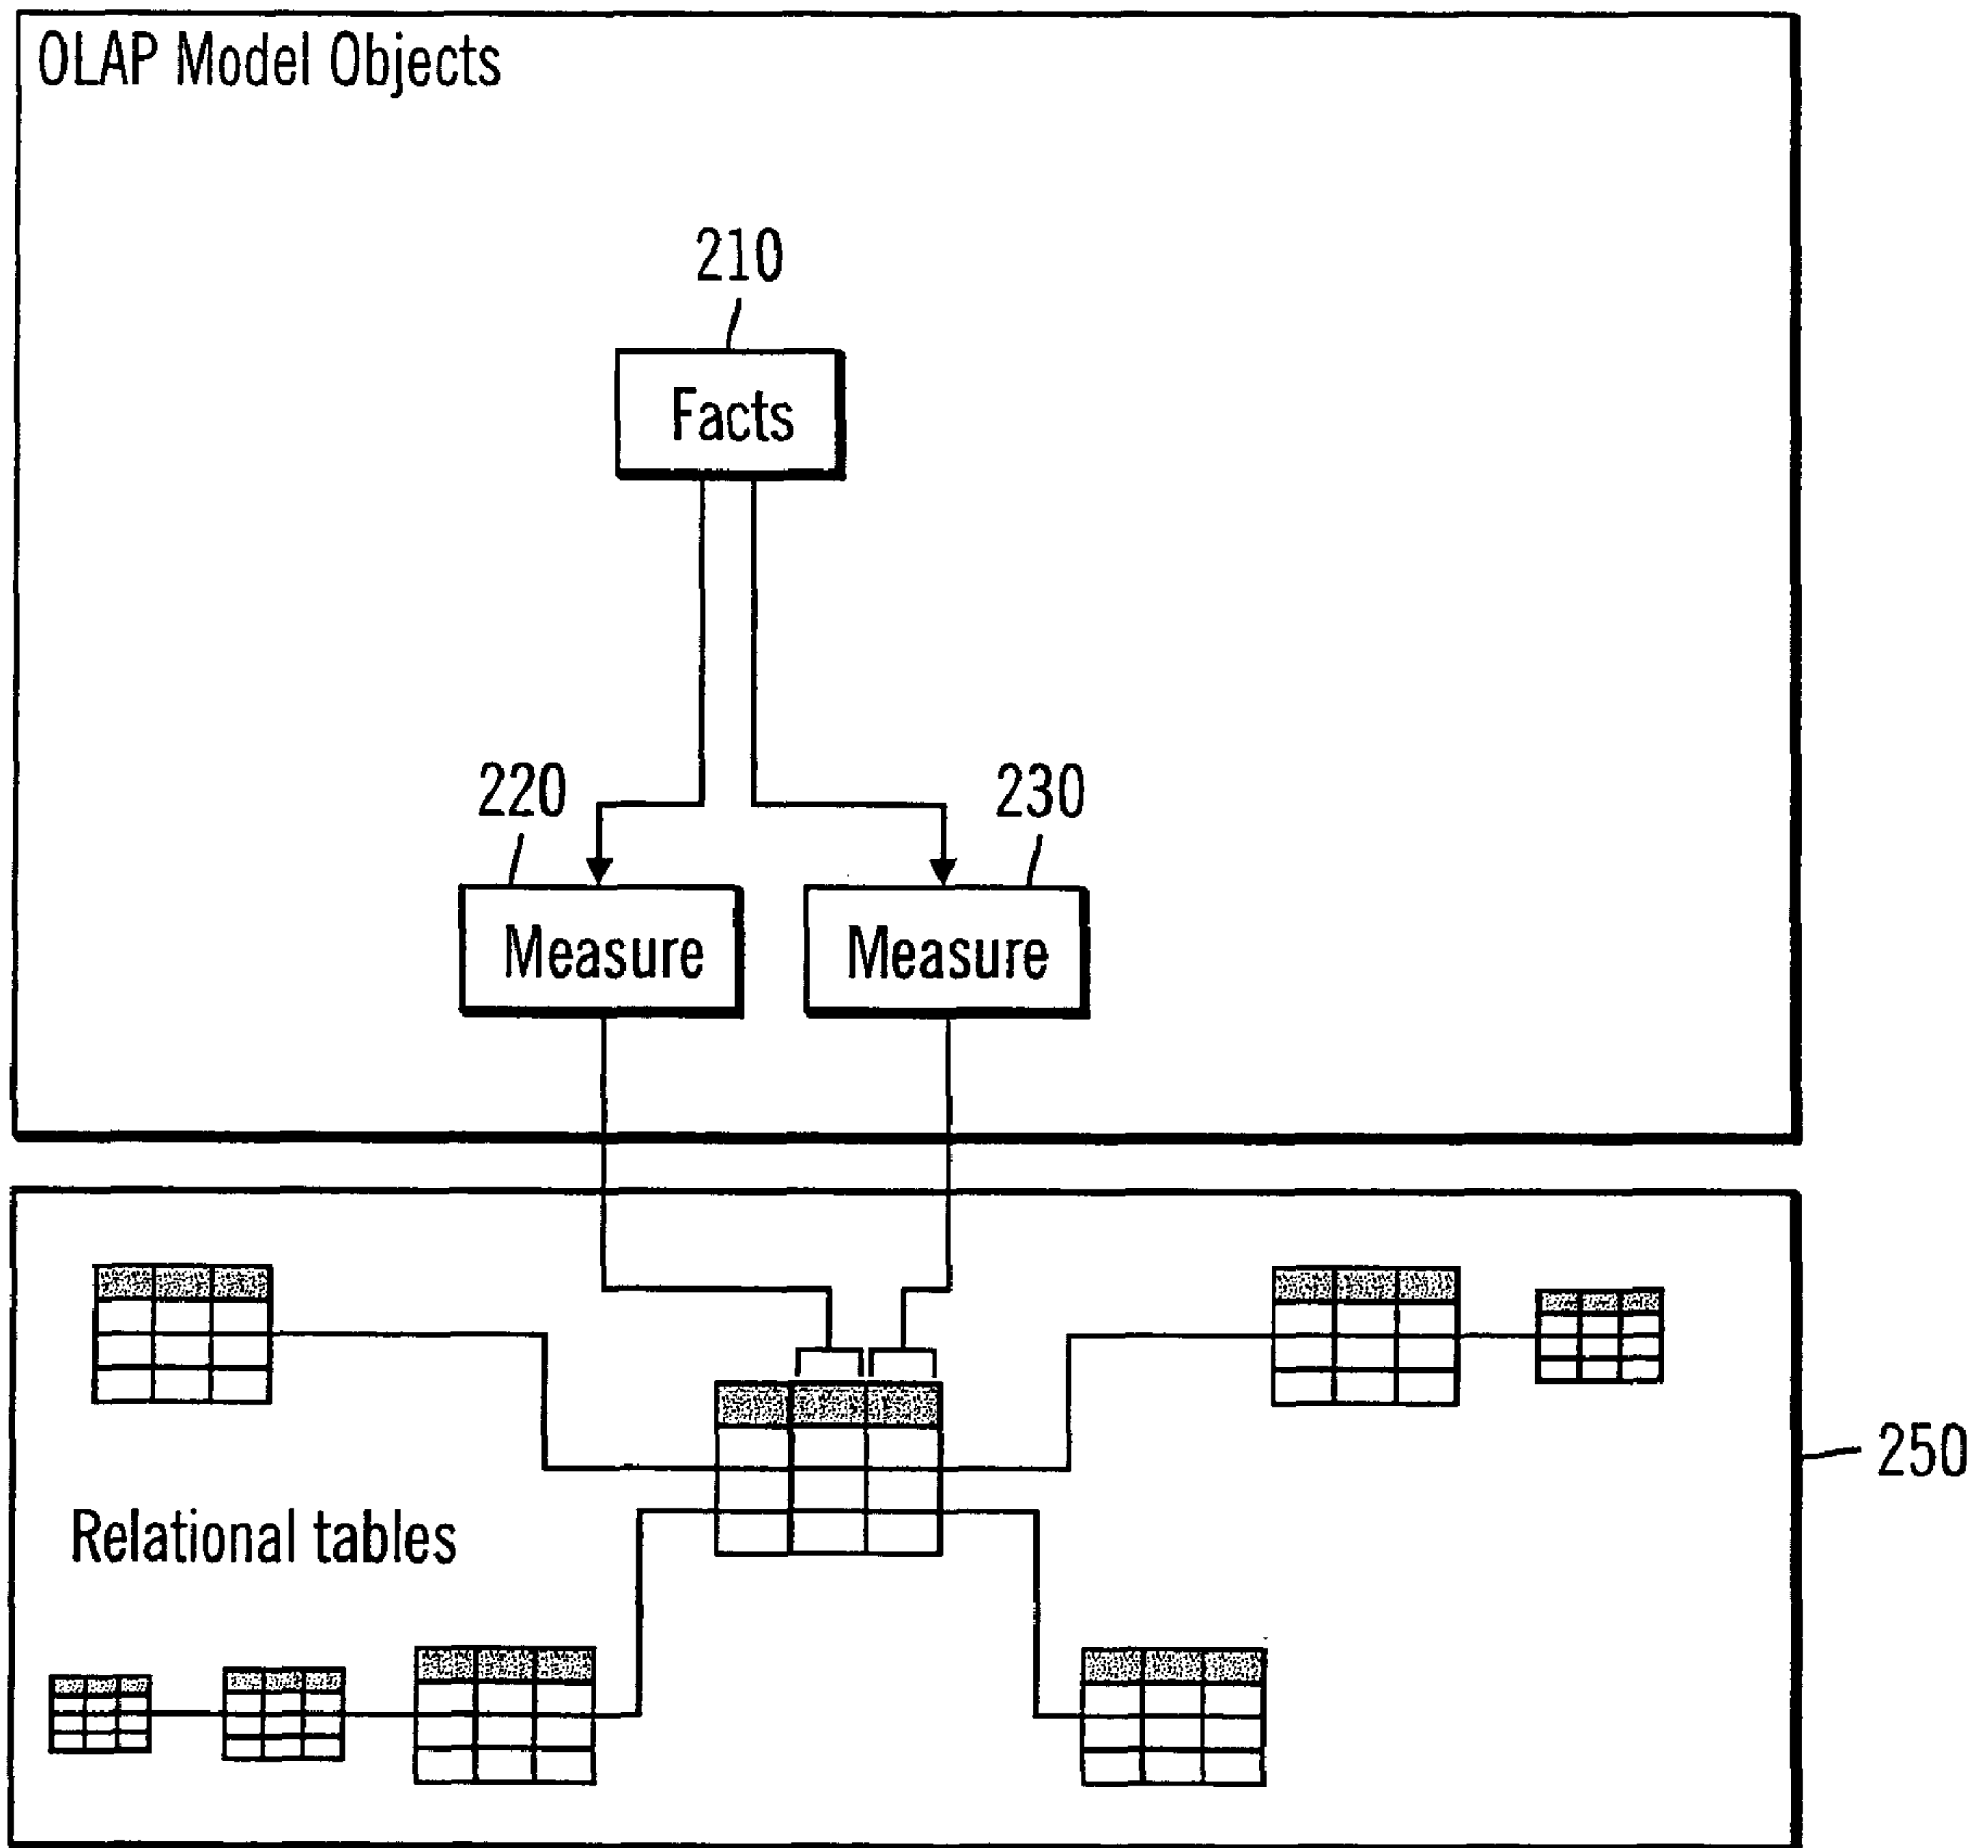 OLAP Model Objects
210
Facts
220
230
Measure
Measure
250
Relational tables